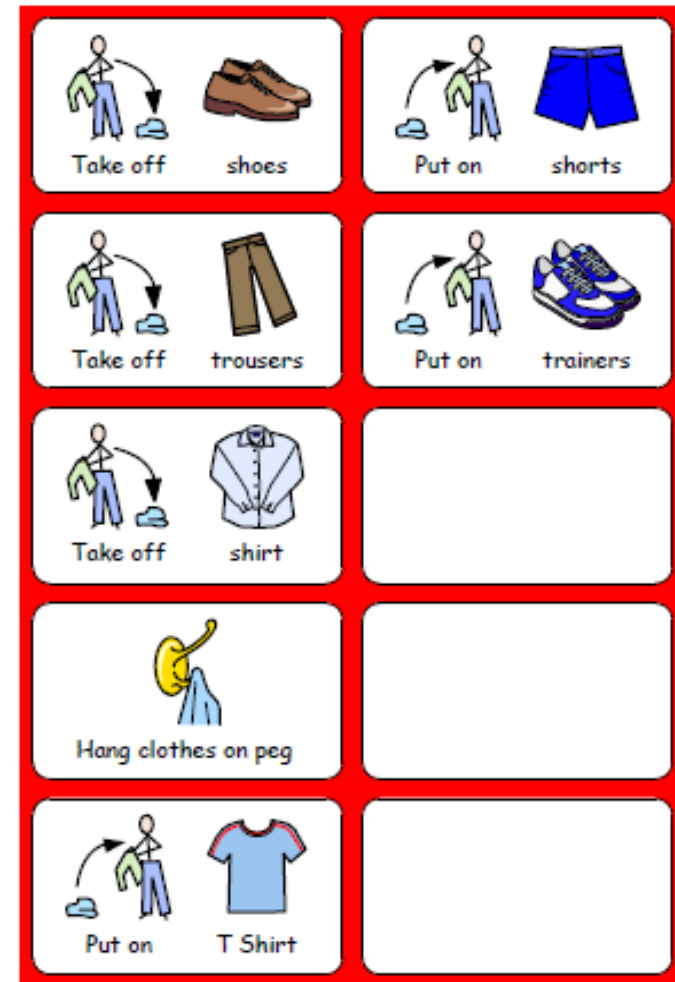 Take off shoes
Take off trousers
Take off shirt
Hang clothes on peg
Put on T Shirt
Put on shorts
Put on trainers